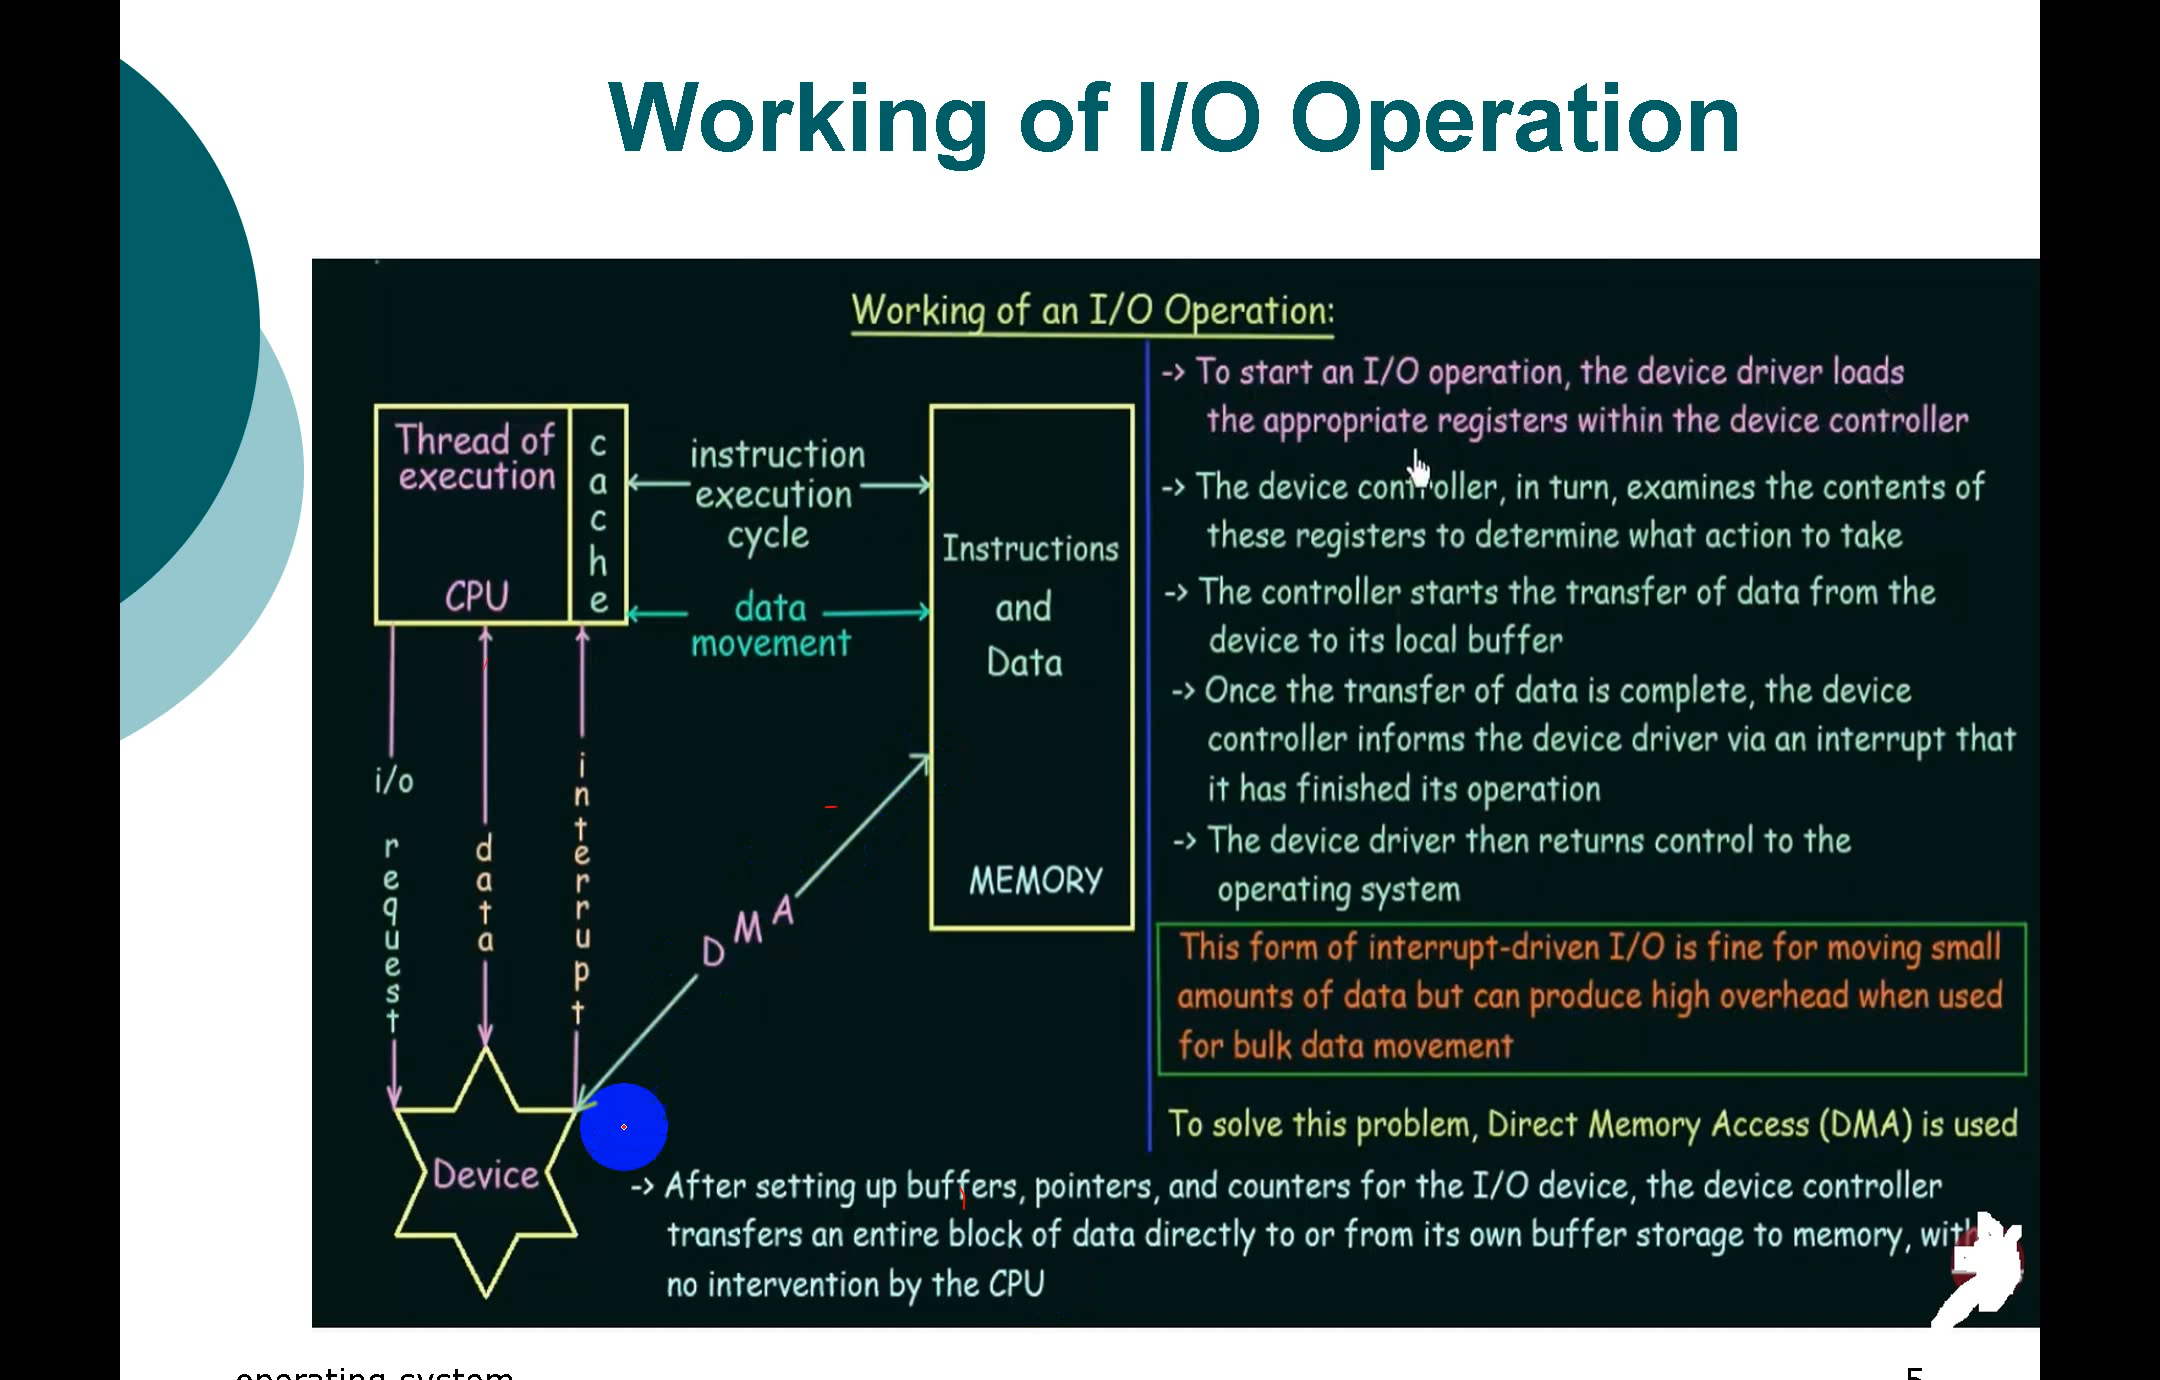 Working of I/O Operation
Working of an I/O Operation:
Thread of
execution
CPU
cache
instruction
execution
cycle
data
movement
Instructions
and
Data
MEMORY
i/o request
data
interrupt
DMA
Device
-> To start an I/O operation, the device driver loads
the appropriate registers within the device controller
-> The device controller, in turn, examines the contents of
these registers to determine what action to take
-> The controller starts the transfer of data from the
device to its local buffer
-> Once the transfer of data is complete, the device
controller informs the device driver via an interrupt that
it has finished its operation
-> The device driver then returns control to the
operating system
This form of interrupt-driven I/O is fine for moving small
amounts of data but can produce high overhead when used
for bulk data movement
To solve this problem, Direct Memory Access (DMA) is used
-> After setting up buffers, pointers, and counters for the I/O device, the device controller
transfers an entire block of data directly to or from its own buffer storage to memory, with
no intervention by the CPU
operating system
5